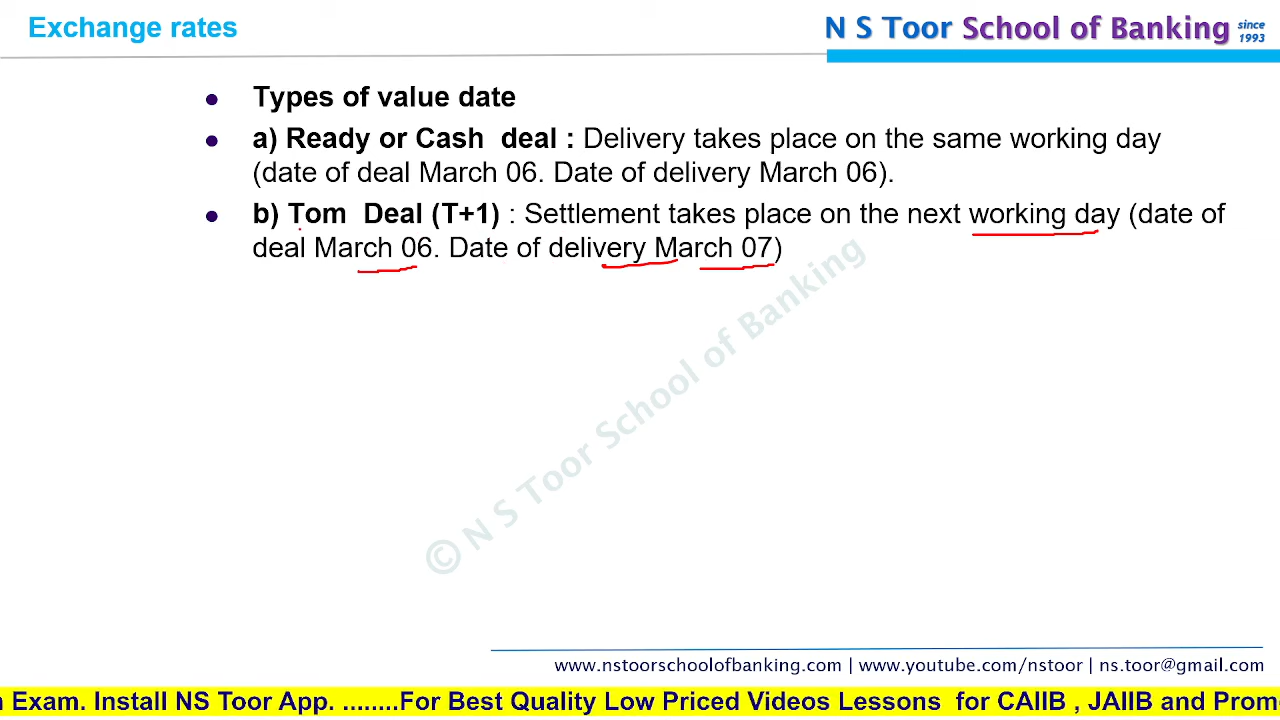 Exchange rates
N S Toor School of Banking since 1993
Types of value date
a) Ready or Cash deal : Delivery takes place on the same working day
(date of deal March 06. Date of delivery March 06).
b) Tom Deal (T+1) : Settlement takes place on the next working day (date of
deal March 06. Date of delivery March 07)
© N S Toor School of Banking
www.nstoorschoolofbanking.com | www.youtube.com/nstoor | ns.toor@gmail.com
Exam. Install NS Toor App. ........For Best Quality Low Priced Videos Lessons for CAIIB , JAIIB and Prom